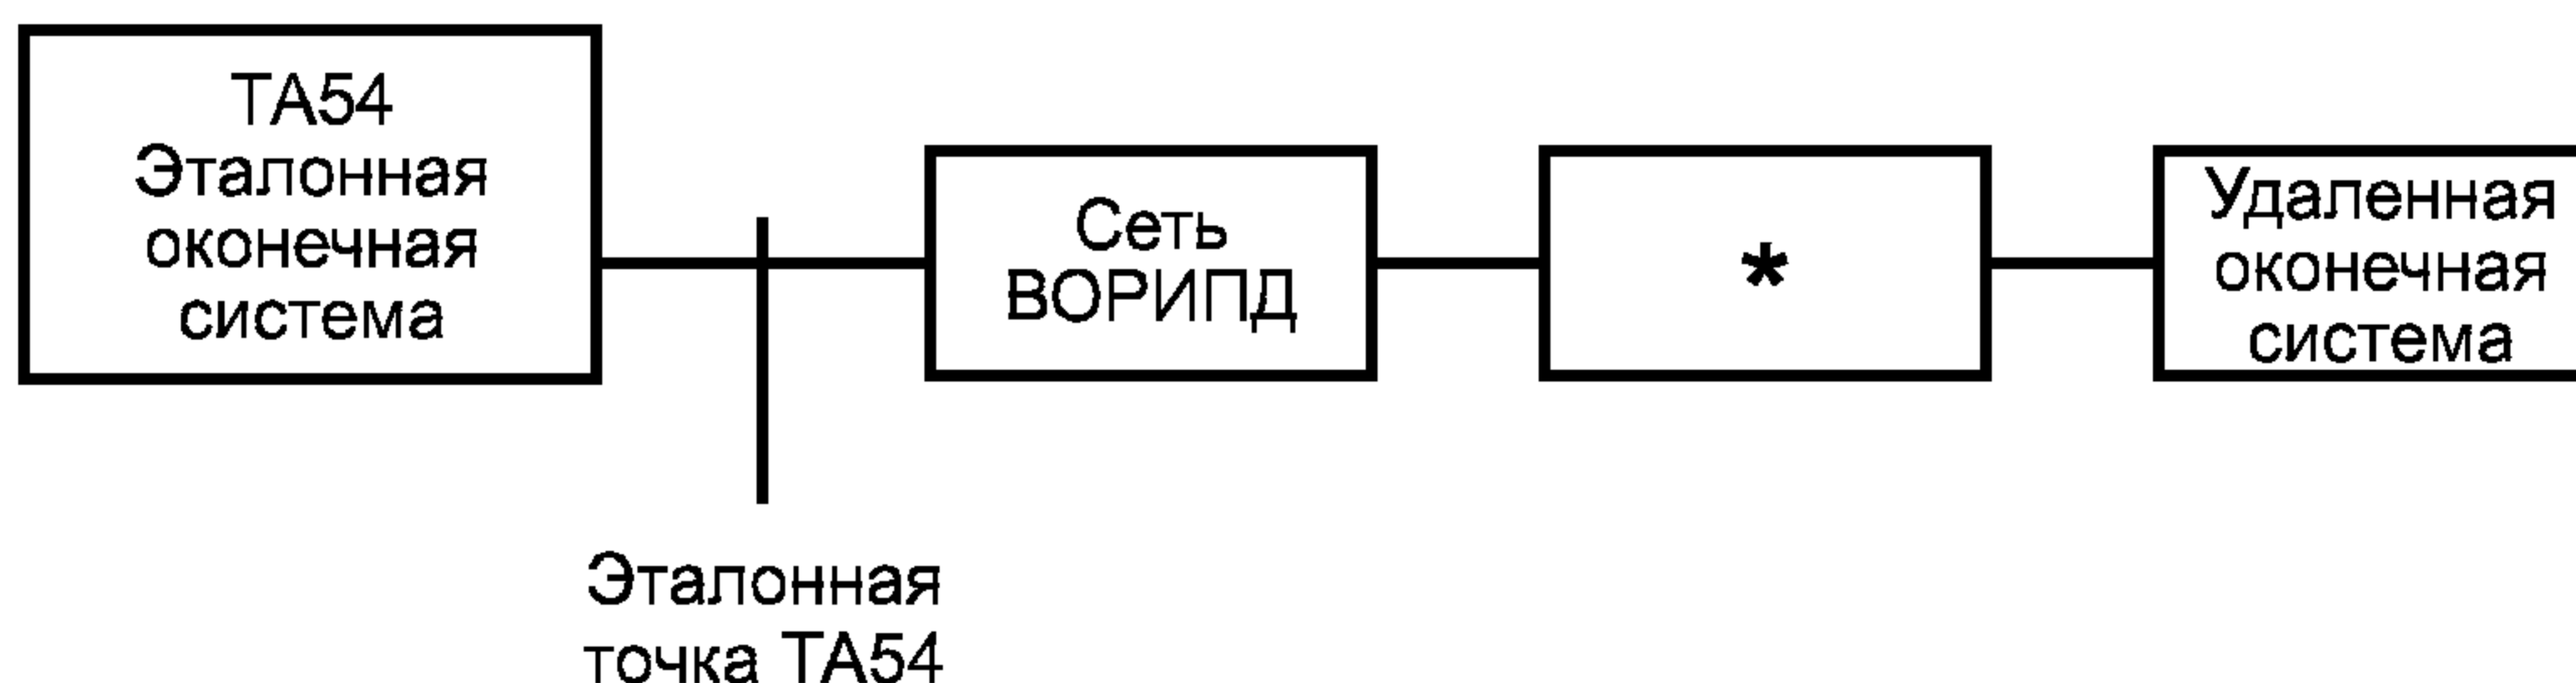 ТА54
Эталонная
оконечная
система
Сеть
ВОРИПД
*
Удаленная
оконечная
система
Эталонная
точка ТА54